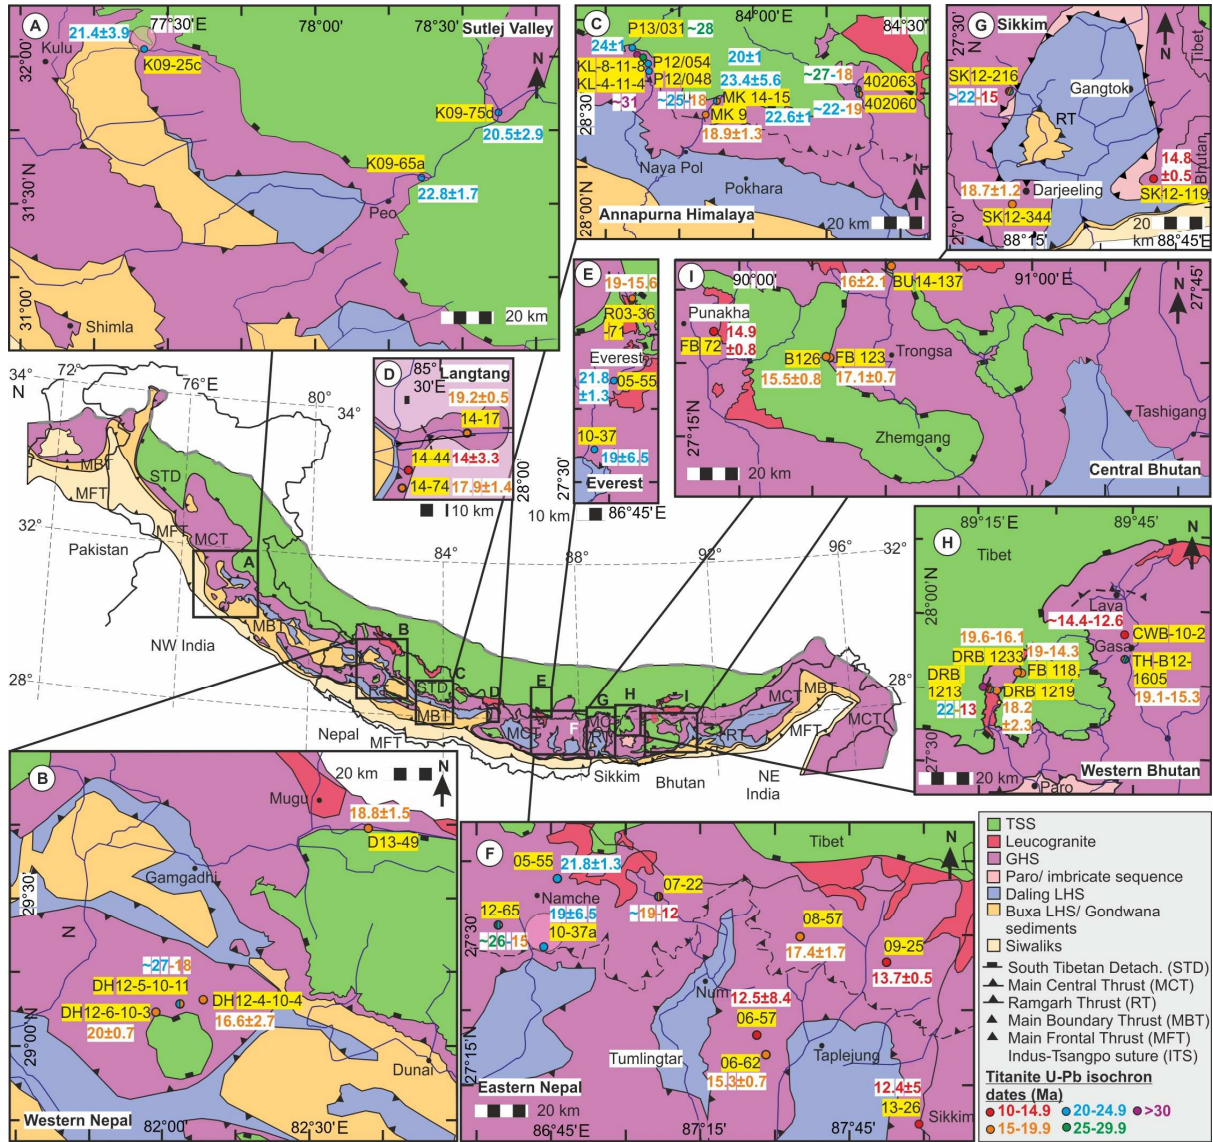 A
77°30' E
78°00'
78°30'
Sutlej Valley
N
21.4±3.9
Kulu
K09-25c
32°00'
K09-75d
20.5±2.9
K09-65a
22.8±1.7
31°30' N
Peo
31°00'
Shimla
20 km
C
P13/031
~28
84°00'
84°30'
24±1
20±1
KL-8-11-8
P12/054
KL-4-11-4
P12/048
23.4±5.6
~27-18
402063
~31
~25-18
MK 14-15
~22-19
402060
MK 9
22.6±1
18.9±1.3
28°30'
Naya Pol
Pokhara
N
28°00'
Annapurna Himalaya
20 km
G
Sikkim
27°30'
N
N
Tibet
SK12-216
>22-15
Gangtok
RT
14.8
±0.5
Bhutan
18.7±1.2
Darjeeling
SK12-119
SK12-344
27°0'
88°15'
20
km
88°45'E
E
19-15.6
R03-36
-71
Everest
21.8
±1.3
05-55
10-37
19±6.5
28°00'
27°30'
Everest
10 km
86°45'E
I
90°00'
16±2.1
BU14-137
91°00' E
27°45'
N
Punakha
14.9
±0.8
FB 72
B126
FB 123
Trongsa
15.5±0.8
17.1±0.7
Tashigang
27°15'
Zhemgang
20 km
Central Bhutan
D
85°
30'E
Langtang
19.2±0.5
14-17
14-44
14±3.3
14-74
17.9±1.4
10 km
34°
N
72°
76°E
80°
34°
MBT
STD
MFT
MFT
MCT
32°
Pakistan
A
84°
88°
92°
96°
32°
NW India
MBT
B
28°
RT
STD
C
MBT
D
E
MCT
F
G
MCT
RT
H
I
RT
MCT
MBT
MFT
MCT
Nepal
MFT
Sikkim
Bhutan
NE
India
H
89°15' E
89°45'
N
Tibet
28°00'N
Laya
~14.4-12.6
CWB-10-2
19.6-16.1
19-14.3
Gasa
DRB 1233
FB 118
TH-B12-
1605
DRB
1213
DRB 1219
22-13
18.2
±2.3
19.1-15.3
27°30'
20 km
Western Bhutan
Paro
B
20 km
N
Mugu
18.8±1.5
D13-49
Gamgadhi
29°30'
N
~27-18
DH12-5-10-11
DH12-4-10-4
DH12-6-10-3
16.6±2.7
20±0.7
29°00'
Dunai
Western Nepal
82°00'
82°30'E
F
05-55
21.8±1.3
Tibet
N
Namche
07-22
12-65
19±6.5
~19-12
10-37a
~26-15
08-57
17.4±1.7
09-25
13.7±0.5
27°30'
Num
12.5±8.4
06-57
Tumlingtar
06-62
15.3±0.7
Taplejung
27°15'N
12.4±5
13-26
Sikkim
Eastern Nepal
20 km
86°45'E
87°15'
87°45'
TSS
Leucogranite
GHS
Paro/ imbricate sequence
Daling LHS
Buxa LHS/ Gondwana
sediments
Siwaliks
South Tibetan Detach. (STD)
Main Central Thrust (MCT)
Ramgarh Thrust (RT)
Main Boundary Thrust (MBT)
Main Frontal Thrust (MFT)
Indus-Tsangpo suture (ITS)
Titanite U-Pb isochron
dates (Ma)
10-14.9
20-24.9
>30
15-19.9
25-29.9